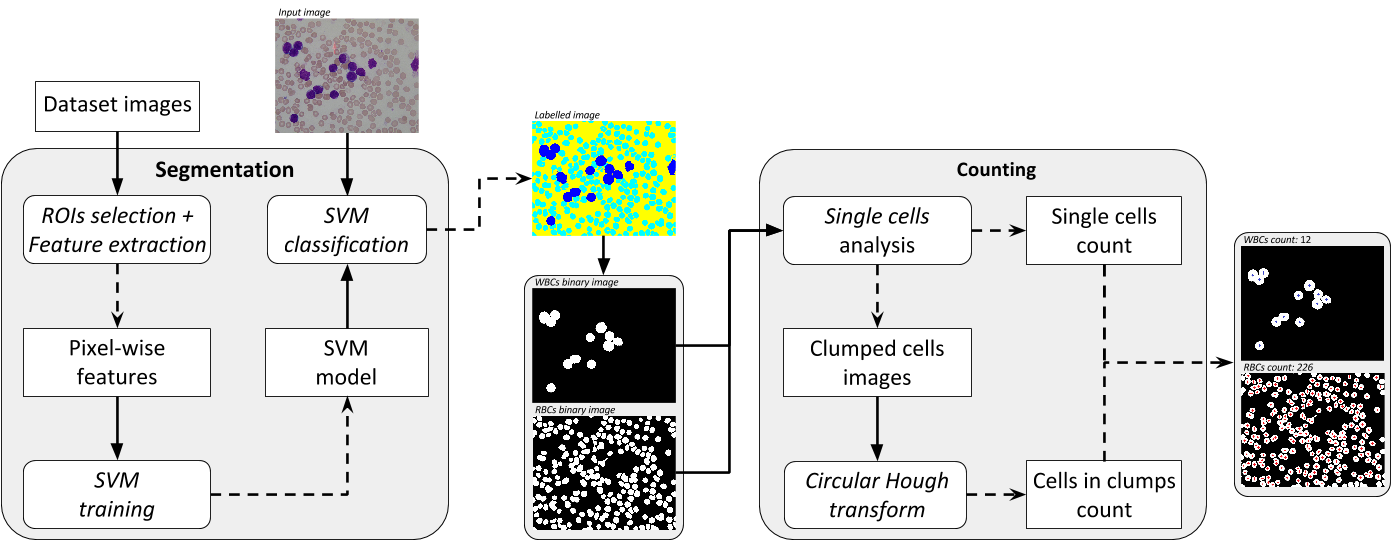 Input image
Dataset images
Segmentation
ROIs selection +
Feature extraction
SVM
classification
Pixel-wise
features
SVM
model
SVM
training
Labelled image
WBCs binary image
RBCs binary image
Counting
Single cells
analysis
Single cells
count
Clumped cells
images
Circular Hough
transform
Cells in clumps
count
WBCs count: 12
RBCs count: 226